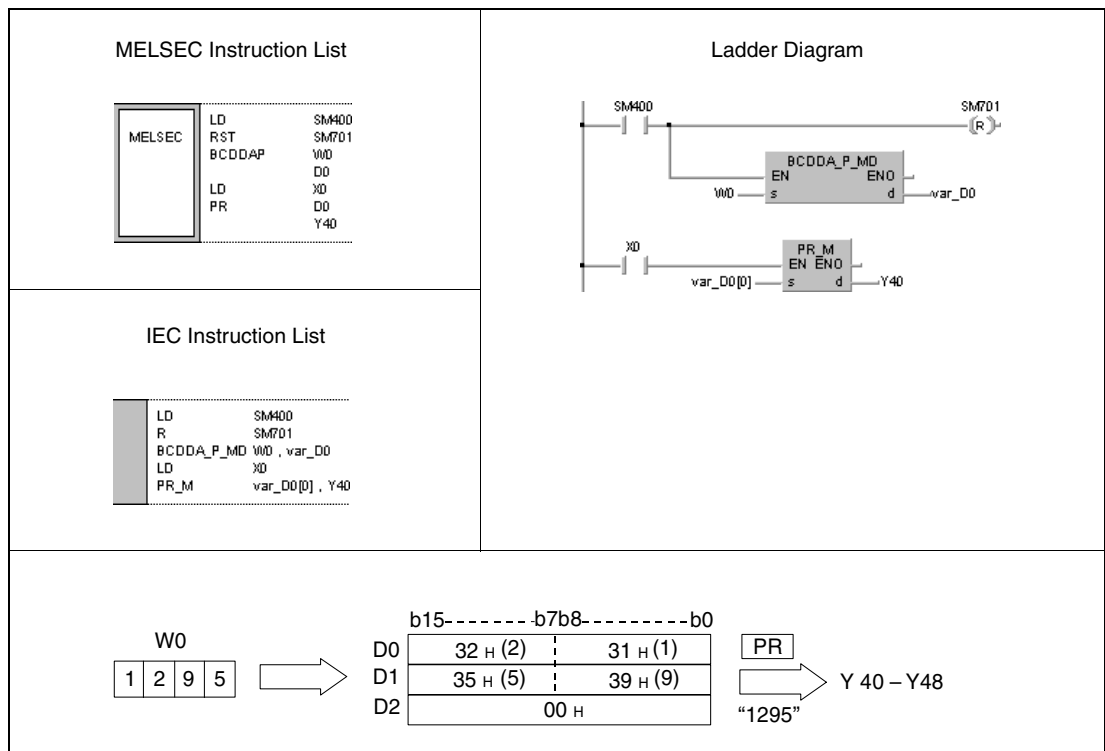 MELSEC Instruction List
MELSEC
LD SM400
RST SM701
BCDDAP W0
D0
LD X0
PR D0
Y40
Ladder Diagram
SM400 SM701
R
BCDDA_P_MD
EN ENO
W0 s d var_D0
X0
PR_M
EN ENO
var_D0[0] s d Y40
IEC Instruction List
LD SM400
R SM701
BCDDA_P_MD W0 , var_D0
LD X0
PR_M var_D0[0] , Y40
b15- - - - - - - -b7b8- - - - - - - - -b0
W0
1 2 9 5
D0 32 H (2) 31 H (1)
D1 35 H (5) 39 H (9)
D2 00 H
PR
Y 40 – Y48
“1295”